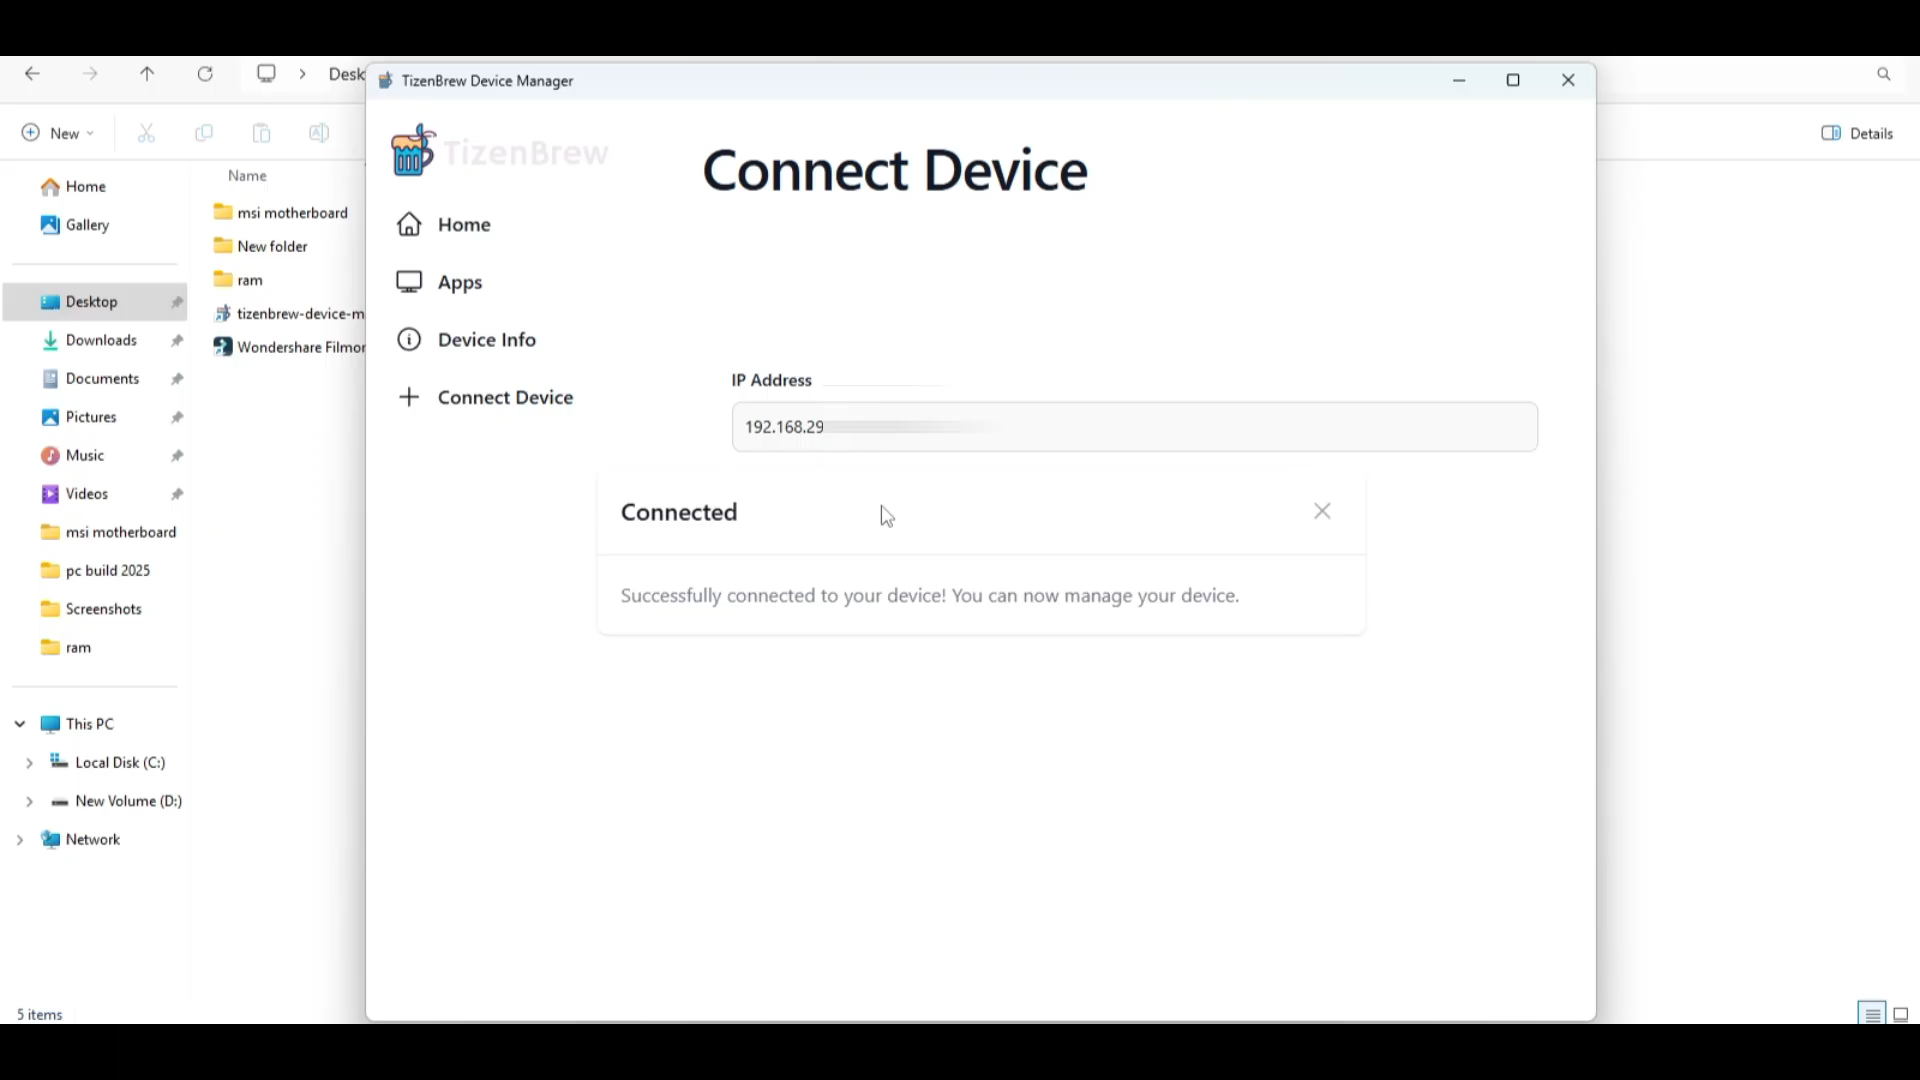 Desk
New
Details
Home
Gallery
Desktop
Downloads
Documents
Pictures
Music
Videos
msi motherboard
pc build 2025
Screenshots
ram
This PC
Local Disk (C:)
New Volume (D:)
Network
5 items
Name
msi motherboard
New folder
ram
tizenbrew-device-m
Wondershare Filmor
TizenBrew Device Manager
TizenBrew
Home
Apps
Device Info
Connect Device
Connect Device
IP Address
192.168.29
Connected
Successfully connected to your device! You can now manage your device.